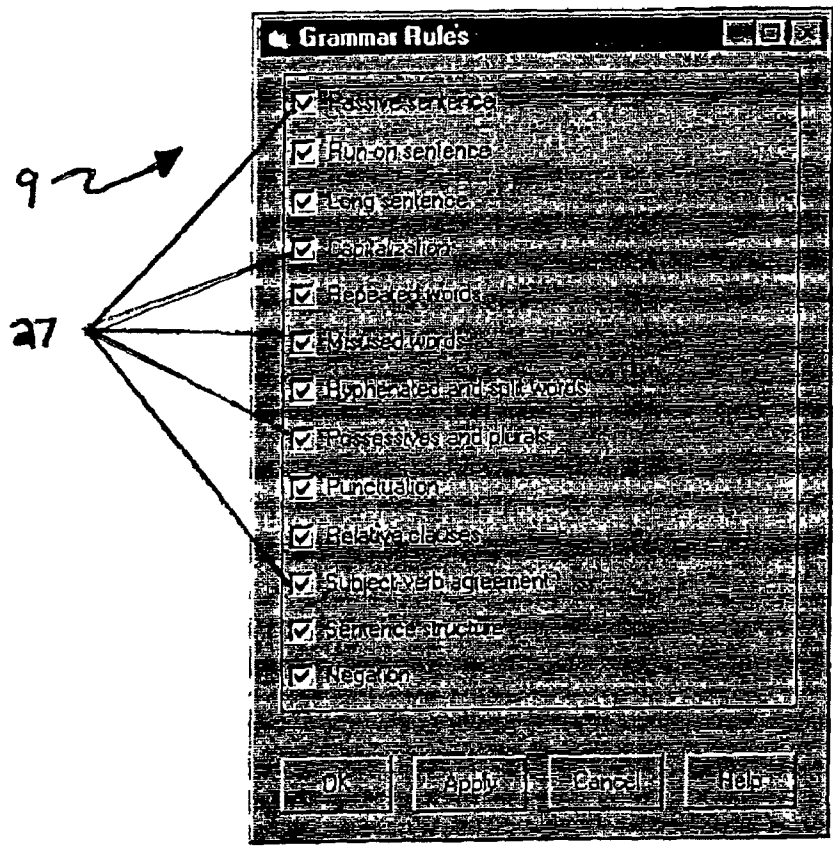 Grammar Rules
Passive sentence
9
Run-on sentence
Long sentence
Capitalization
Repeated words
27
Misused words
Hyphenated and split words
Possessives and plurals
Punctuation
Relative clauses
Subject-verb agreement
Sentence structure
Negation
OK Apply Cancel Help